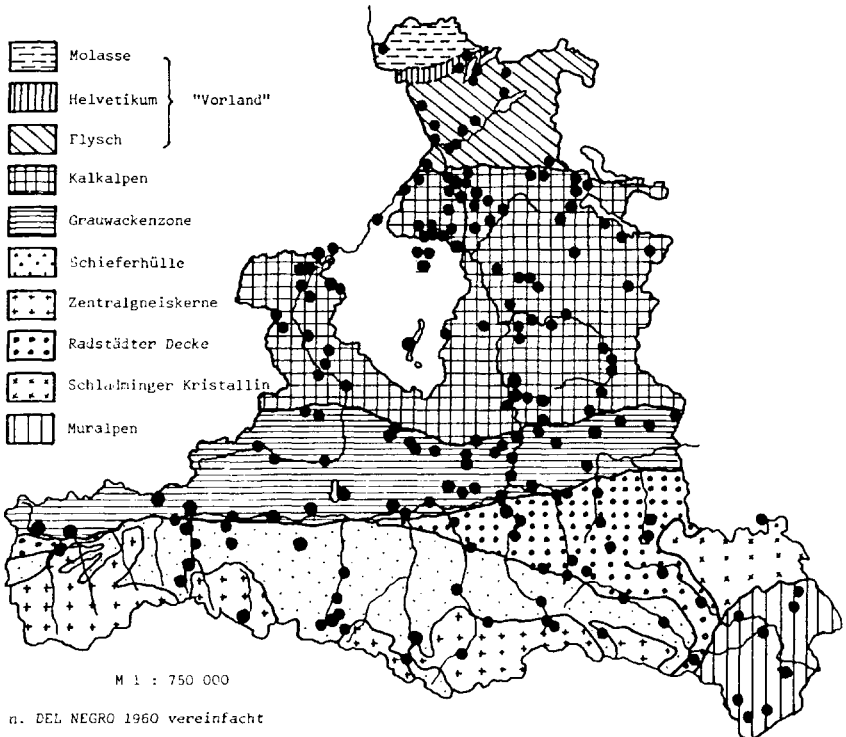 Molasse
Helvetikum
"Vorland"
Flysch
Kalkalpen
Grauwackenzone
Schieferhülle
Zentralgneiskerne
Radstädter Decke
Schladminger Kristallin
Muralpen
M 1 : 750 000
n. DEL NEGRO 1960 vereinfacht